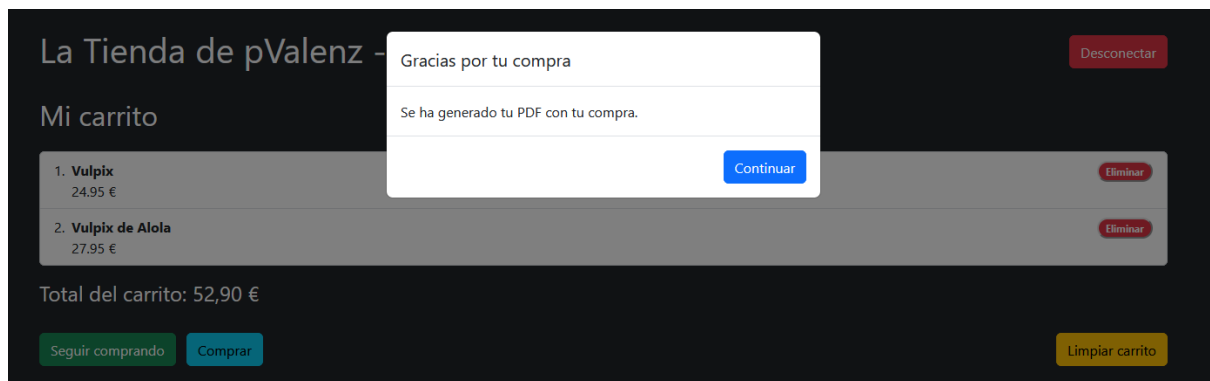 La Tienda de pValenz -
Desconectar
Gracias por tu compra
Se ha generado tu PDF con tu compra.
Continuar
Mi carrito
1. Vulpix
24.95 €
Eliminar
2. Vulpix de Alola
27.95 €
Eliminar
Total del carrito: 52,90 €
Seguir comprando
Comprar
Limpiar carrito